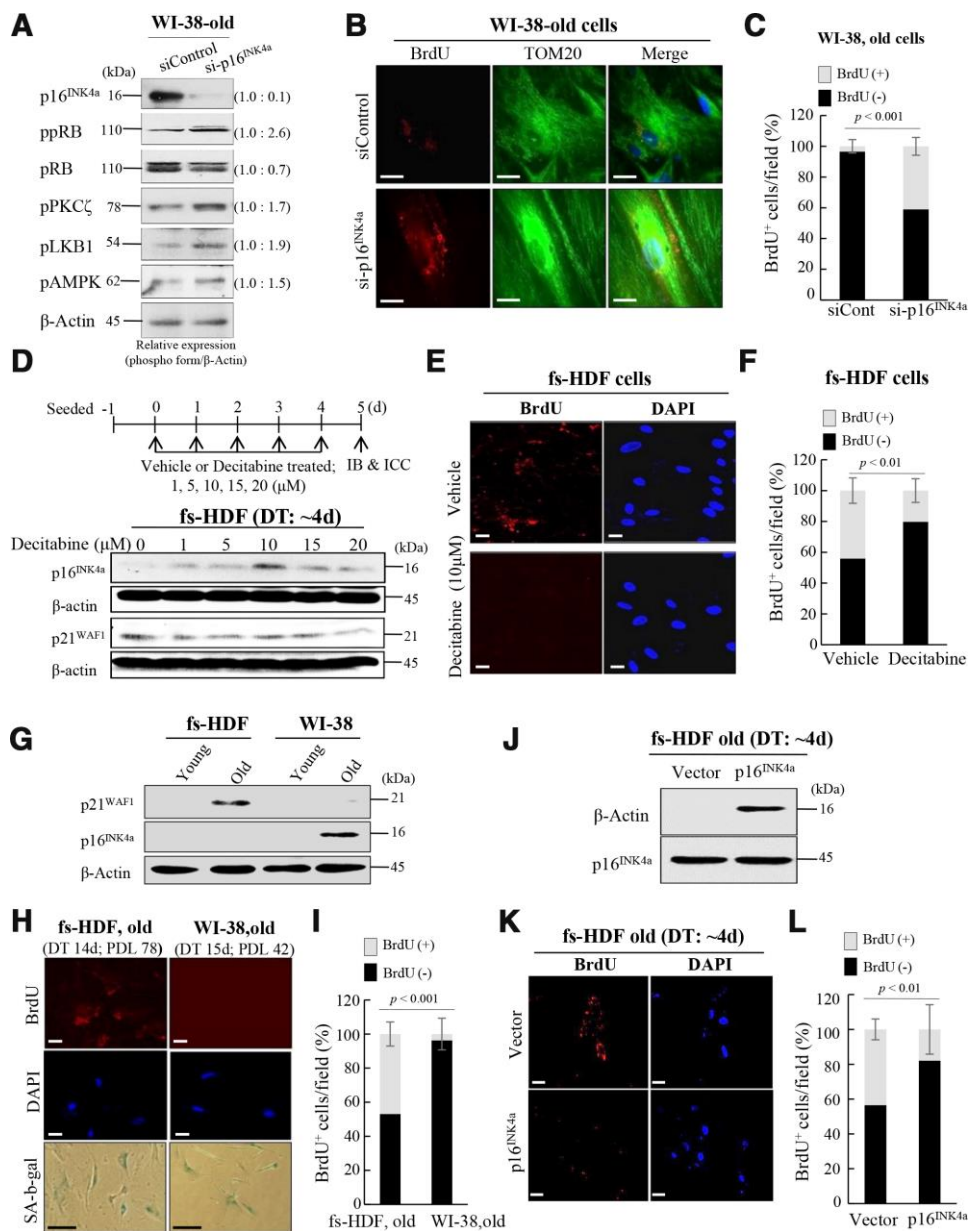 A
WI-38-old
siControl
si-p16INK4a
(kDa)
p16INK4a 16 (1.0 : 0.1)
ppRB 110 (1.0 : 2.6)
pRB 110 (1.0 : 0.7)
pPKCζ 78 (1.0 : 1.7)
pLKB1 54 (1.0 : 1.9)
pAMPK 62 (1.0 : 1.5)
β-Actin 45
Relative expression
(phospho form/β-Actin)
B
WI-38-old cells
BrdU TOM20 Merge
siControl
si-p16INK4a
C
WI-38, old cells
BrdU (+)
BrdU (-)
p < 0.001
BrdU+ cells/field (%)
120
100
80
60
40
20
0
siCont si-p16INK4a
D
Seeded -1 0 1 2 3 4 5 (d)
Vehicle or Decitabine treated; IB & ICC
1, 5, 10, 15, 20 (μM)
fs-HDF (DT: ~4d)
Decitabine (μM) 0 1 5 10 15 20 (kDa)
p16INK4a 16
β-actin 45
p21WAF1 21
β-actin 45
E
fs-HDF cells
BrdU DAPI
Vehicle
Decitabine (10μM)
F
fs-HDF cells
BrdU (+)
BrdU (-)
p < 0.01
BrdU+ cells/field (%)
120
100
80
60
40
20
0
Vehicle Decitabine
G
fs-HDF WI-38
Young Old Young Old
(kDa)
p21WAF1 21
p16INK4a 16
β-Actin 45
J
fs-HDF old (DT: ~4d)
Vector p16INK4a
(kDa)
β-Actin 16
p16INK4a 45
H
fs-HDF, old WI-38,old
(DT 14d; PDL 78) (DT 15d; PDL 42)
BrdU
DAPI
SA-b-gal
I
BrdU (+)
BrdU (-)
p < 0.001
BrdU+ cells/field (%)
120
100
80
60
40
20
0
fs-HDF, old WI-38,old
K
fs-HDF old (DT: ~4d)
BrdU DAPI
Vector
p16INK4a
L
BrdU (+)
BrdU (-)
p < 0.01
BrdU+ cells/field (%)
120
100
80
60
40
20
0
Vector p16INK4a